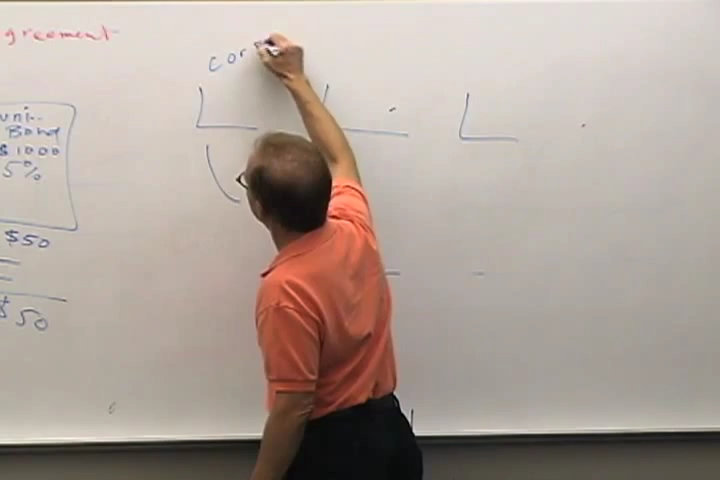 greement
uni-
Bond
$1000
5%
$50
$50
cor